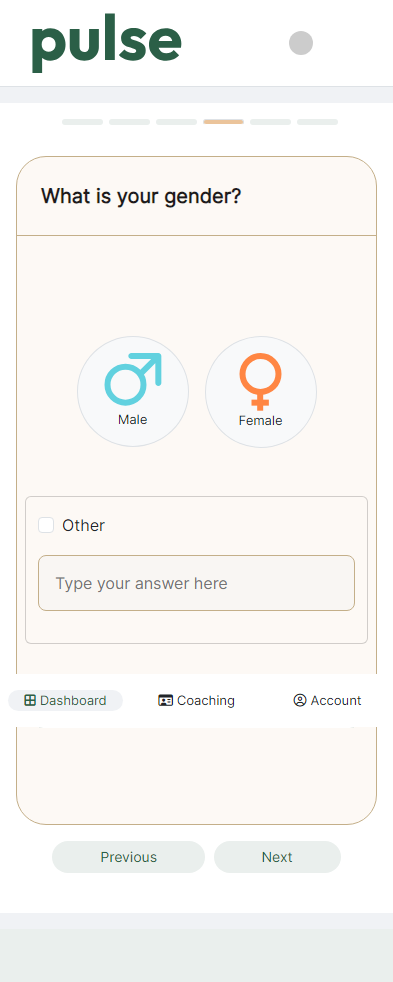 pulse
What is your gender?
Male
Female
Other
Type your answer here
Dashboard
Coaching
Account
Previous
Next